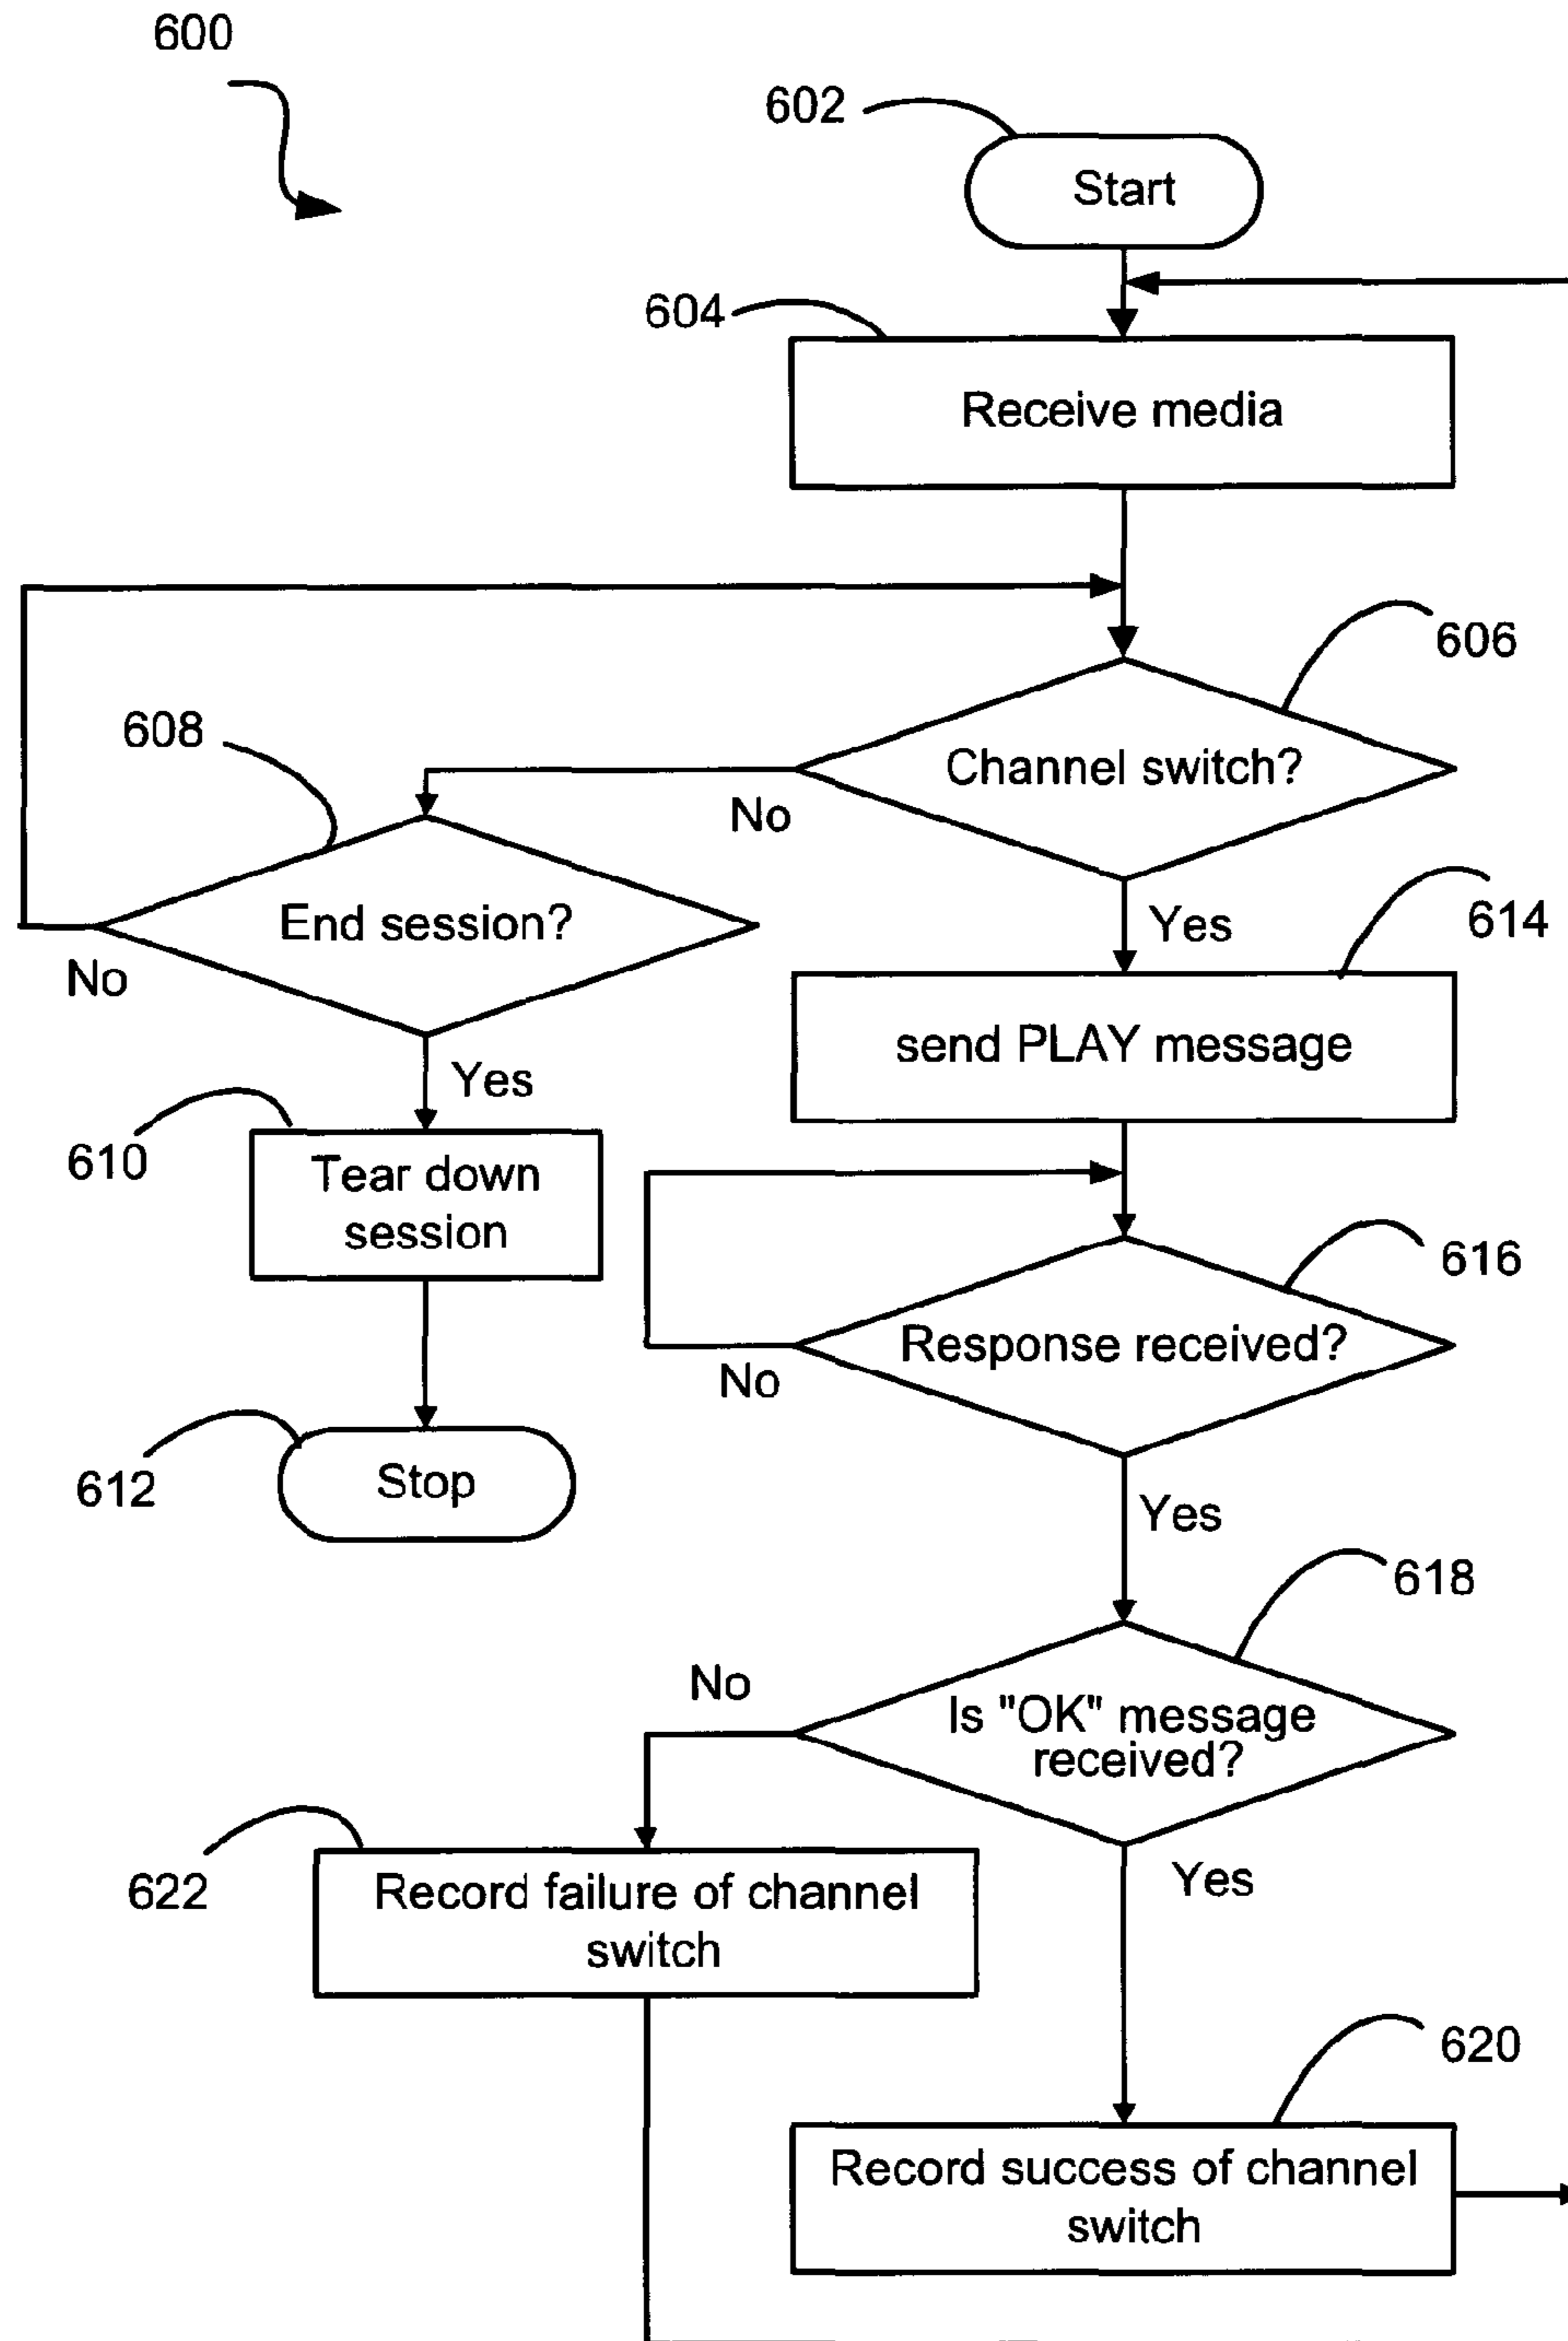 600
602
Start
604
Receive media
606
Channel switch?
608
No
End session?
614
Yes
No
send PLAY message
Yes
610
Tear down
session
616
Response received?
No
612
Stop
Yes
618
No
Is "OK" message
received?
622
Record failure of channel
switch
Yes
620
Record success of channel
switch